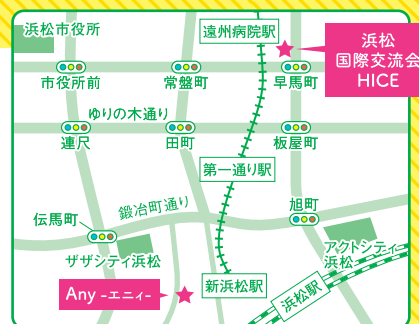 浜松市役所
遠州病院駅
浜松
国際交流会
HICE
市役所前
常盤町
早馬町
ゆりの木通り
連尺
田町
板屋町
第一通り駅
鍛冶町通り
旭町
伝馬町
ザザシティ浜松
アクトシティ
浜松
Any -エニィ-
新浜松駅
浜松駅